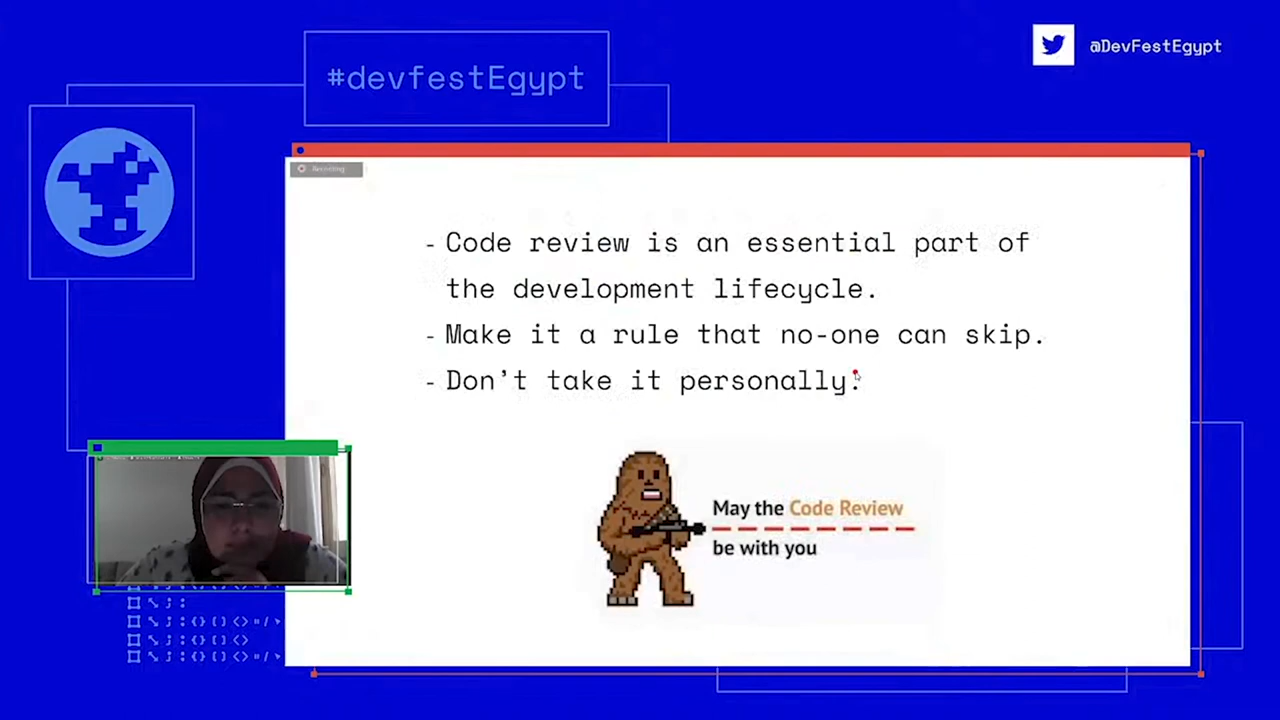 @DevFestEgypt
#devfestEgypt
Recording
- Code review is an essential part of
the development lifecycle.
- Make it a rule that no-one can skip.
- Don't take it personally!
May the Code Review
be with you